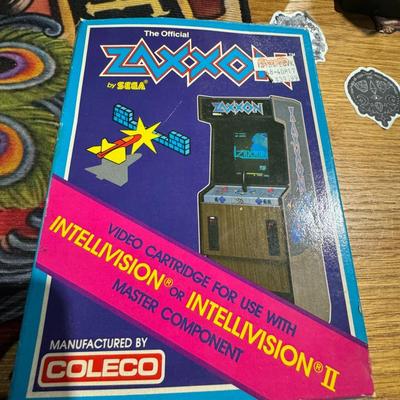 The Official
ZAXXON
by SEGA®
ZAXXON
VIDEO CARTRIDGE FOR USE WITH
INTELLIVISION® OR INTELLIVISION® II
MASTER COMPONENT
MANUFACTURED BY
COLECO